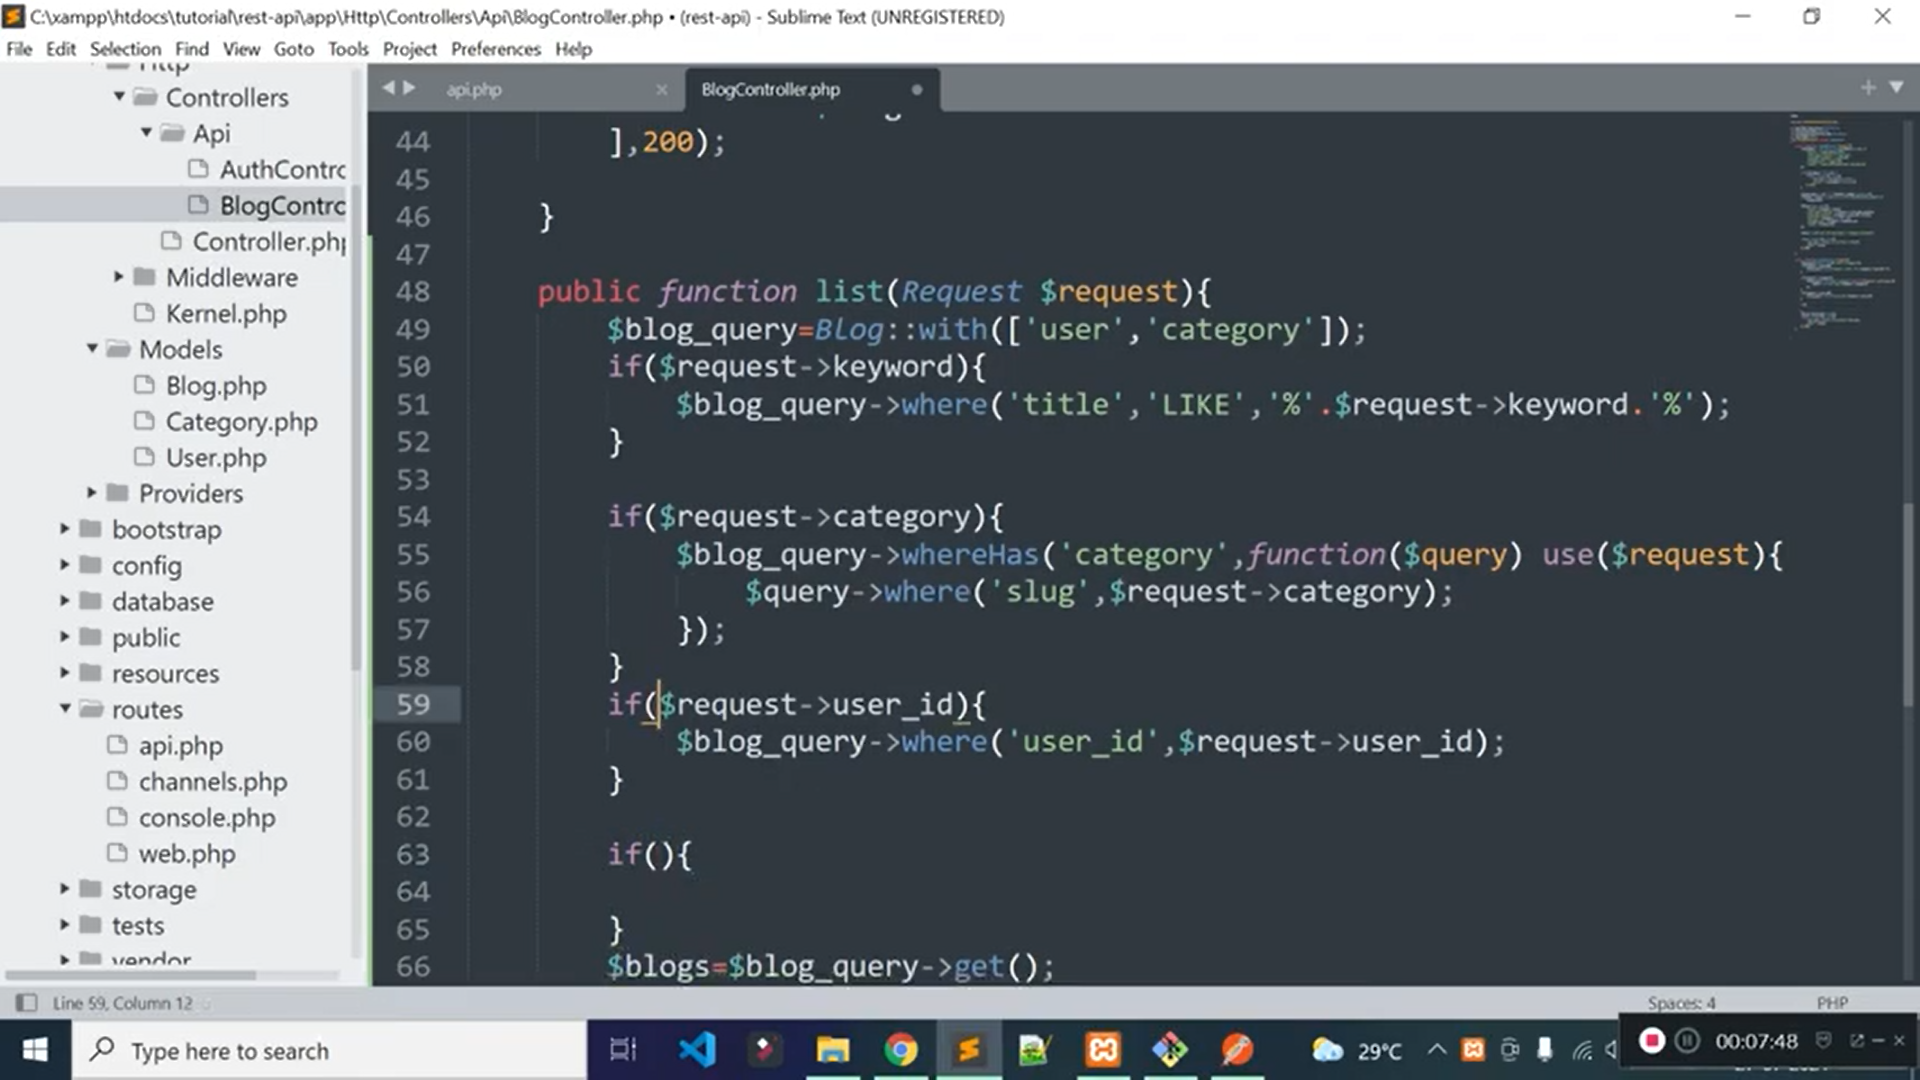 C:\xampp\htdocs\tutorial\rest-api\app\Http\Controllers\Api\BlogController.php • (rest-api) - Sublime Text (UNREGISTERED)
File Edit Selection Find View Goto Tools Project Preferences Help
Http
Controllers
Api
AuthContrc
BlogContrc
Controller.php
Middleware
Kernel.php
Models
Blog.php
Category.php
User.php
Providers
bootstrap
config
database
public
resources
routes
api.php
channels.php
console.php
web.php
storage
tests
vendor
api.php
BlogController.php
44 ],200);
45
46 }
47
48 public function list(Request $request){
49 $blog_query=Blog::with(['user','category']);
50 if($request->keyword){
51 $blog_query->where('title','LIKE','%'.$request->keyword.'%');
52 }
53
54 if($request->category){
55 $blog_query->whereHas('category',function($query) use($request){
56 $query->where('slug',$request->category);
57 });
58 }
59 if($request->user_id){
60 $blog_query->where('user_id',$request->user_id);
61 }
62
63 if(){
64
65 }
66 $blogs=$blog_query->get();
Line 59, Column 12
Spaces: 4
PHP
Type here to search
29°C
00:07:48